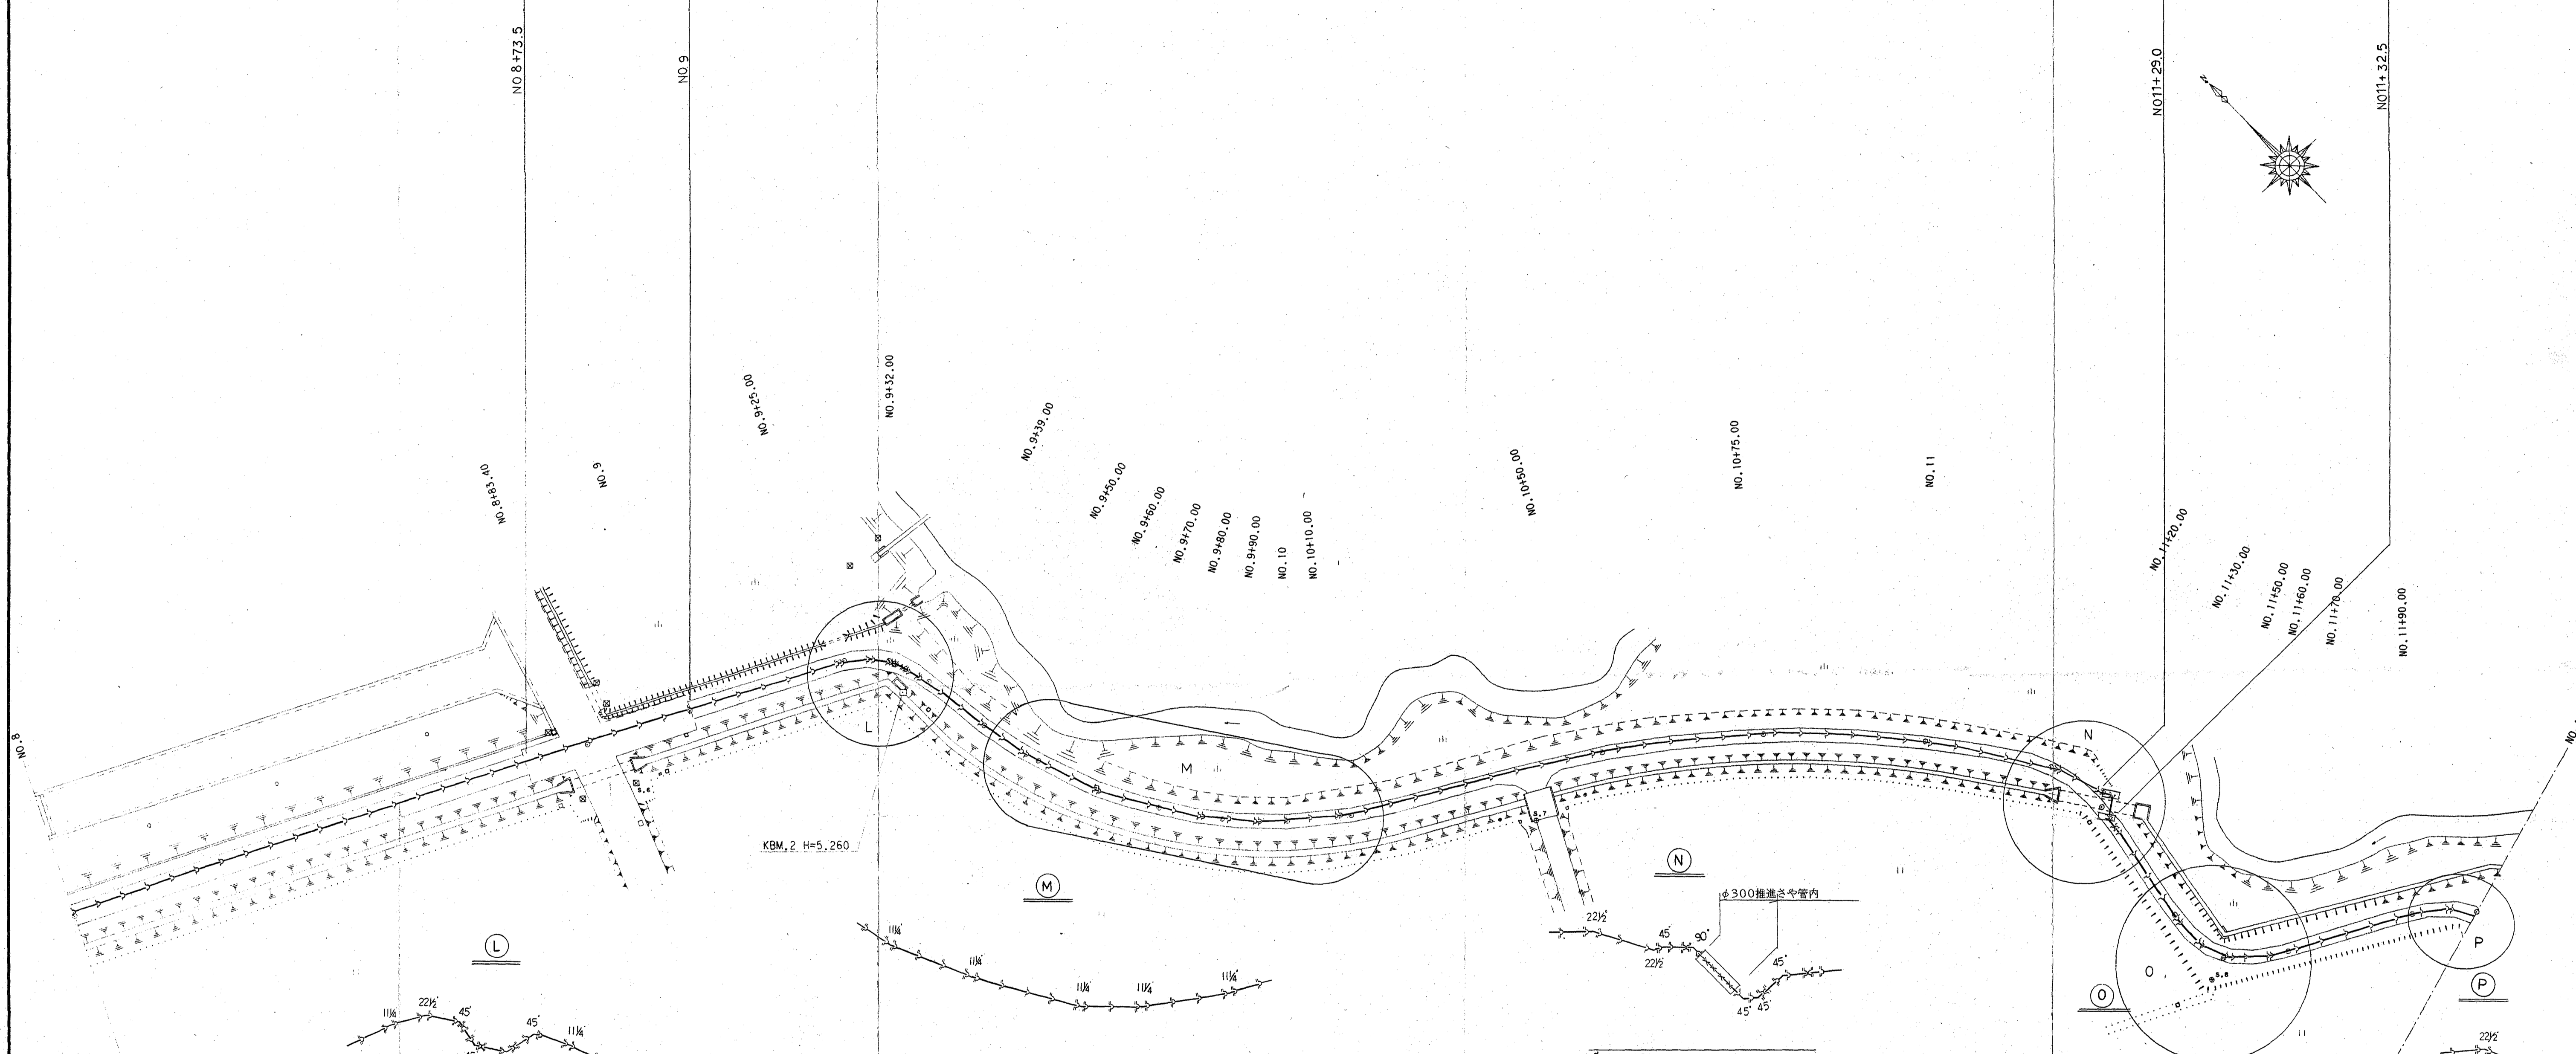 NO8+73.5
NO.9
NO11+29.0
NO11+32.5
N
NO.8+83.40
NO.9
NO.9+25.00
NO.9+32.00
NO.9+39.00
NO.9+50.00
NO.9+60.00
NO.9+70.00
NO.9+80.00
NO.9+90.00
NO.10
NO.10+10.00
NO.10+50.00
NO.10+75.00
NO.11
NO.11+20.00
NO.11+30.00
NO.11+50.00
NO.11+60.00
NO.11+70.00
NO.11+90.00
NO.8
L
M
N
O
P
5.6
5.7
5.6
KBM.2 H=5.260
L
11¼°
22½°
45°
45°
11¼°
M
11¼°
11¼°
11¼°
11¼°
11¼°
N
φ300推進さや管内
22½°
45°
22½°
90°
45°
45°
45°
O
P
22½°